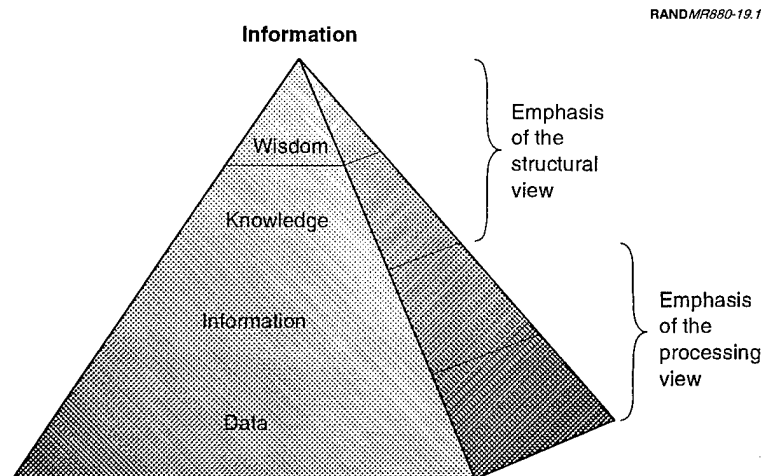 RANDMR880-19.1
Information
Wisdom
Knowledge
Information
Data
Emphasis
of the
structural
view
Emphasis
of the
processing
view